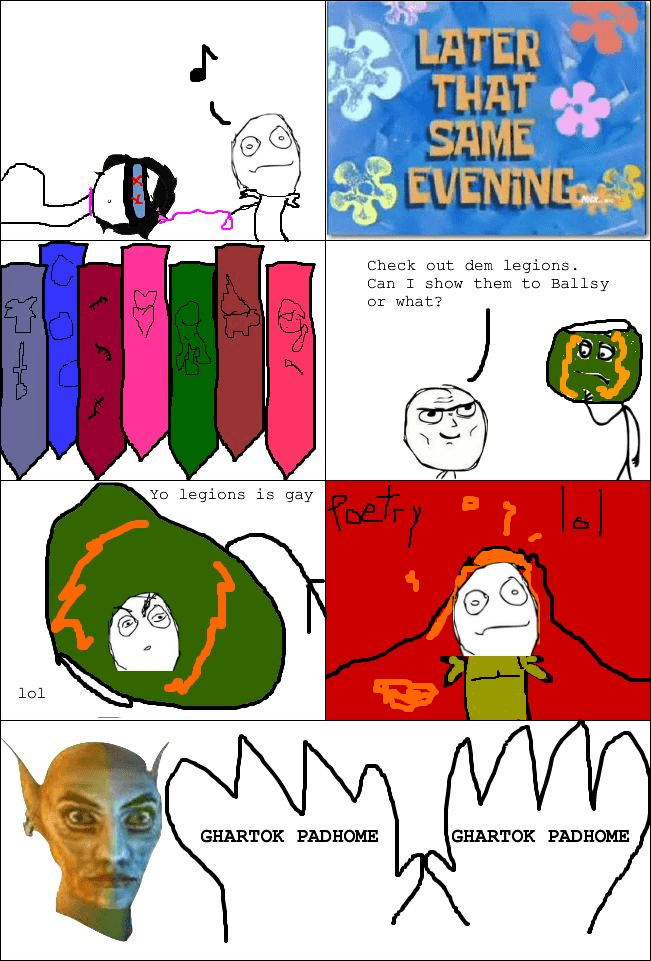 LATER
THAT
SAME
EVENING
Check out dem legions.
Can I show them to Ballsy
or what?
Yo legions is gay
lol
Poetry
lol
GHARTOK PADHOME
GHARTOK PADHOME